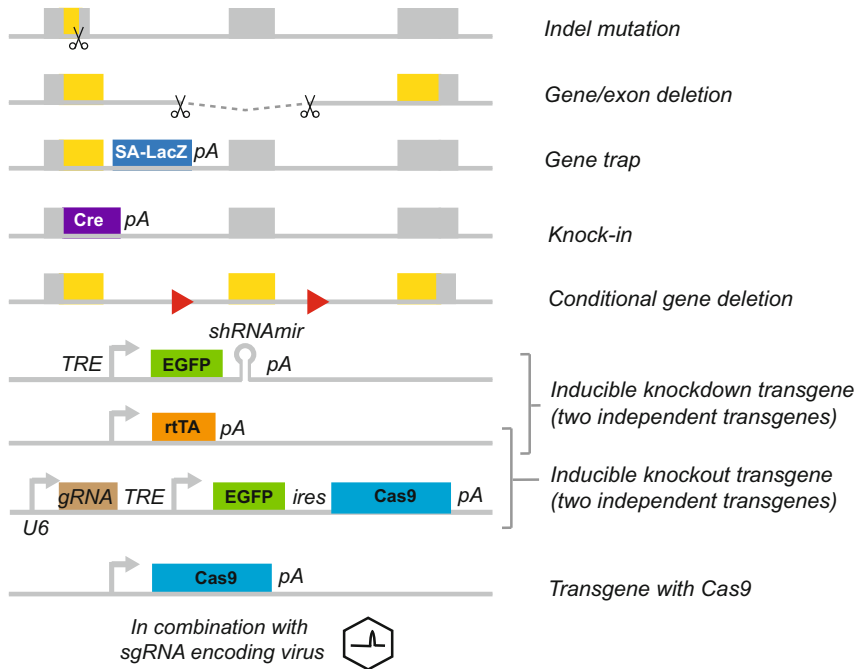 Indel mutation
Gene/exon deletion
SA-LacZ pA
Gene trap
Cre pA
Knock-in
Conditional gene deletion
shRNAmir
TRE EGFP pA
Inducible knockdown transgene
(two independent transgenes)
rtTA pA
Inducible knockout transgene
(two independent transgenes)
gRNA TRE EGFP ires Cas9 pA
U6
Cas9 pA
Transgene with Cas9
In combination with
sgRNA encoding virus